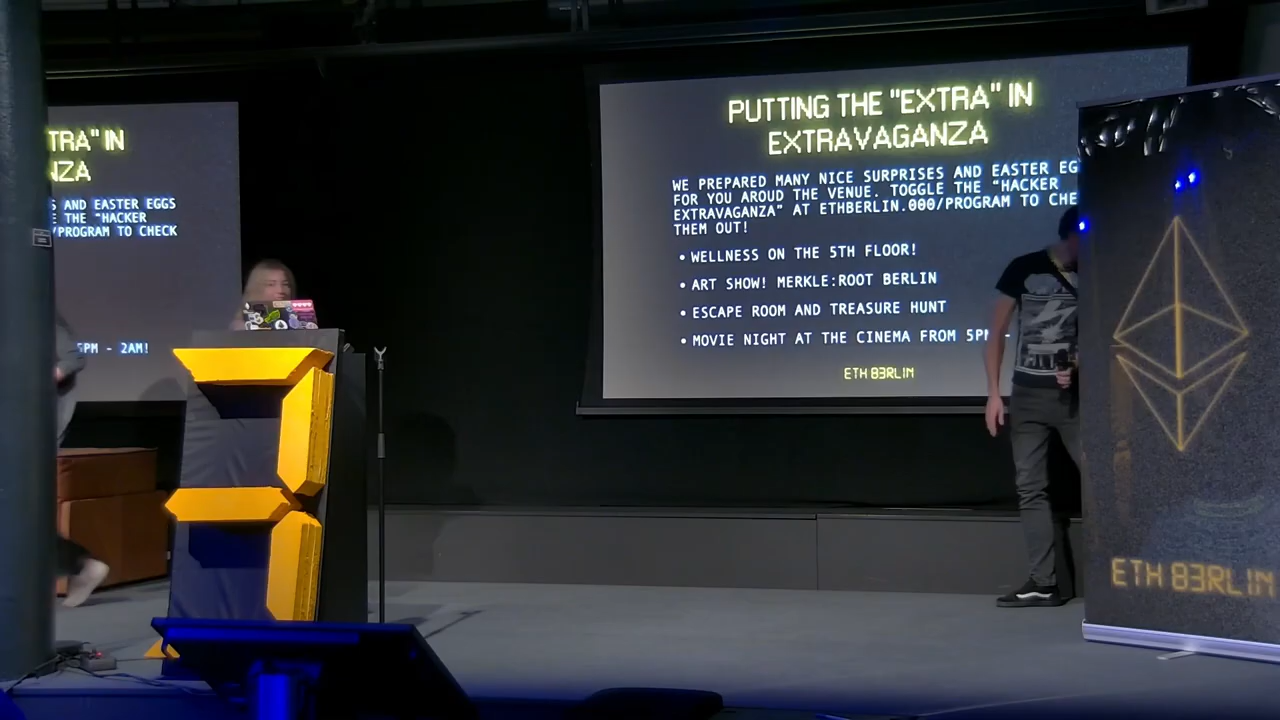 TRA" IN
NZA
S AND EASTER EGGS
E THE "HACKER
/PROGRAM TO CHECK
5PM - 2AM!
PUTTING THE "EXTRA" IN
EXTRAVAGANZA
WE PREPARED MANY NICE SURPRISES AND EASTER EG
FOR YOU AROUD THE VENUE. TOGGLE THE "HACKER
EXTRAVAGANZA" AT ETHBERLIN.000/PROGRAM TO CHE
THEM OUT!
• WELLNESS ON THE 5TH FLOOR!
• ART SHOW! MERKLE:ROOT BERLIN
• ESCAPE ROOM AND TREASURE HUNT
• MOVIE NIGHT AT THE CINEMA FROM 5PM -
ETH B3RLIN
ETH B3RLIN